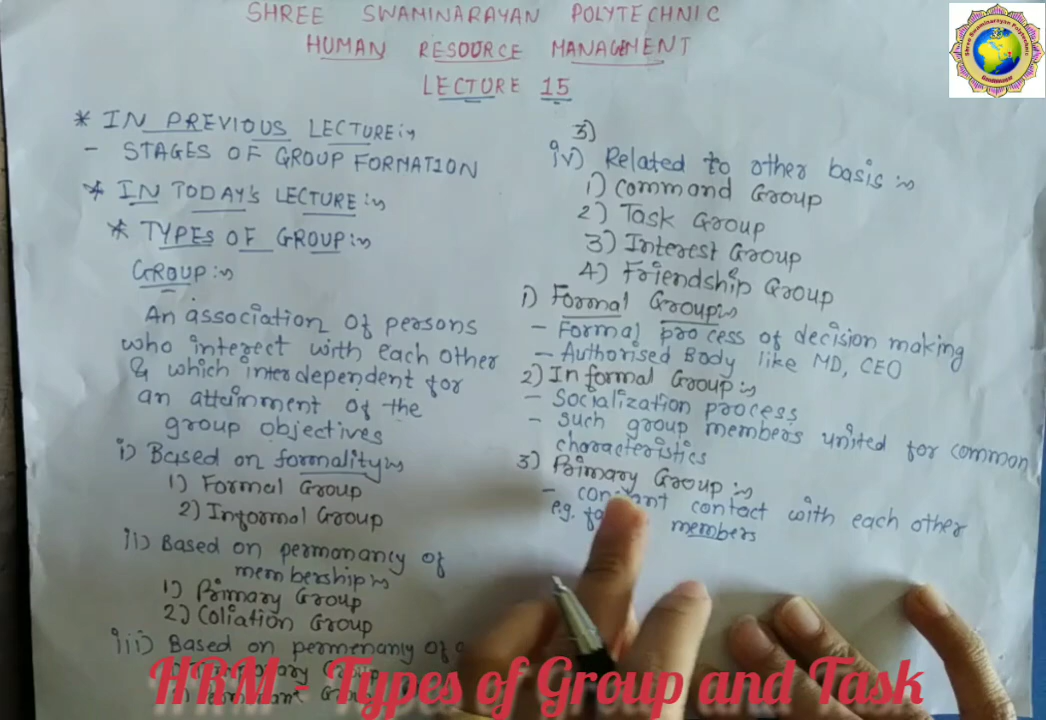 SHREE SWAMINARAYAN POLYTECHNIC
HUMAN RESOURCE MANAGEMENT
LECTURE 15
* IN PREVIOUS LECTURE:~
- STAGES OF GROUP FORMATION
* IN TODAY'S LECTURE:~
* TYPES OF GROUP:~
GROUP:~
An association of persons
who interect with each other
& which interdependent for
an attainment of the
group objectives
i) Based on formality:~
1) Formal Group
2) Informal Group
ii) Based on permonancy of
membership:~
1) Primary Group
2) Coliation Group
iii) Based on permenancy of
3)
iv) Related to other basis:~
1) Command Group
2) Task Group
3) Interest Group
4) Friendship Group
1) Formal Group:~
- Formal process of decision making
- Authorised Body like MD, CEO
2) Informal Group:~
- Socialization process
- such group members united for common
characteristics
3) Primary Group:~
- contact with each other
e.g. members
HRM - Types of Group and Task
Shree Swaminarayan Polytechnic